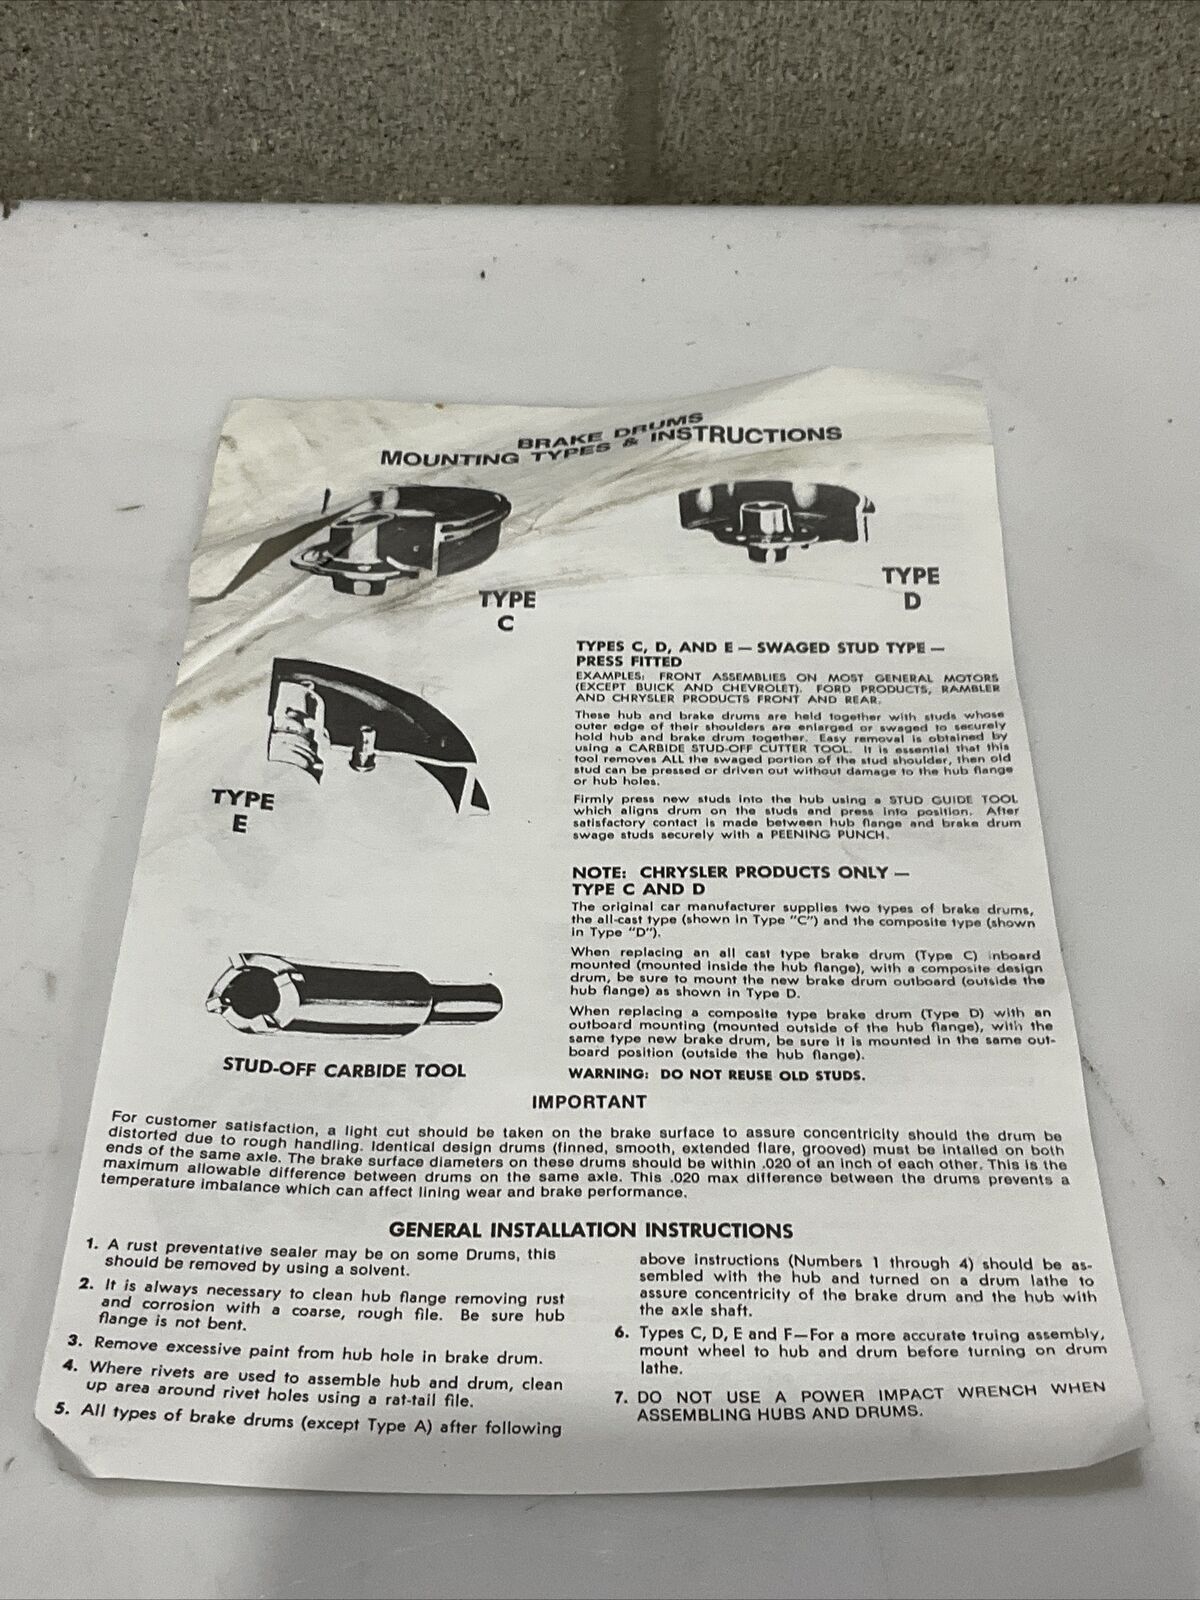 BRAKE DRUMS
MOUNTING TYPES & INSTRUCTIONS
TYPE
C
TYPE
D
TYPE
E
TYPES C, D, AND E — SWAGED STUD TYPE —
PRESS FITTED
EXAMPLES: FRONT ASSEMBLIES ON MOST GENERAL MOTORS
(EXCEPT BUICK AND CHEVROLET). FORD PRODUCTS, RAMBLER
AND CHRYSLER PRODUCTS FRONT AND REAR.
These hub and brake drums are held together with studs whose
outer edge of their shoulders are enlarged or swaged to securely
hold hub and brake drum together. Easy removal is obtained by
using a CARBIDE STUD-OFF CUTTER TOOL. It is essential that this
tool removes ALL the swaged portion of the stud shoulder, then old
stud can be pressed or driven out without damage to the hub flange
or hub holes.
Firmly press new studs into the hub using a STUD GUIDE TOOL
which aligns drum on the studs and press into position. After
satisfactory contact is made between hub flange and brake drum
swage studs securely with a PEENING PUNCH.
NOTE: CHRYSLER PRODUCTS ONLY —
TYPE C AND D
The original car manufacturer supplies two types of brake drums,
the all-cast type (shown in Type "C") and the composite type (shown
in Type "D").
When replacing an all cast type brake drum (Type C) inboard
mounted (mounted inside the hub flange), with a composite design
drum, be sure to mount the new brake drum outboard (outside the
hub flange) as shown in Type D.
When replacing a composite type brake drum (Type D) with an
outboard mounting (mounted outside of the hub flange), with the
same type new brake drum, be sure it is mounted in the same out-
board position (outside the hub flange).
WARNING: DO NOT REUSE OLD STUDS.
STUD-OFF CARBIDE TOOL
IMPORTANT
For customer satisfaction, a light cut should be taken on the brake surface to assure concentricity should the drum be
distorted due to rough handling. Identical design drums (finned, smooth, extended flare, grooved) must be intalled on both
ends of the same axle. The brake surface diameters on these drums should be within .020 of an inch of each other. This is the
maximum allowable difference between drums on the same axle. This .020 max difference between the drums prevents a
temperature imbalance which can affect lining wear and brake performance.
GENERAL INSTALLATION INSTRUCTIONS
1. A rust preventative sealer may be on some Drums, this
should be removed by using a solvent.
2. It is always necessary to clean hub flange removing rust
and corrosion with a coarse, rough file. Be sure hub
flange is not bent.
3. Remove excessive paint from hub hole in brake drum.
4. Where rivets are used to assemble hub and drum, clean
up area around rivet holes using a rat-tail file.
5. All types of brake drums (except Type A) after following
above instructions (Numbers 1 through 4) should be as-
sembled with the hub and turned on a drum lathe to
assure concentricity of the brake drum and the hub with
the axle shaft.
6. Types C, D, E and F—For a more accurate truing assembly,
mount wheel to hub and drum before turning on drum
lathe.
7. DO NOT USE A POWER IMPACT WRENCH WHEN
ASSEMBLING HUBS AND DRUMS.